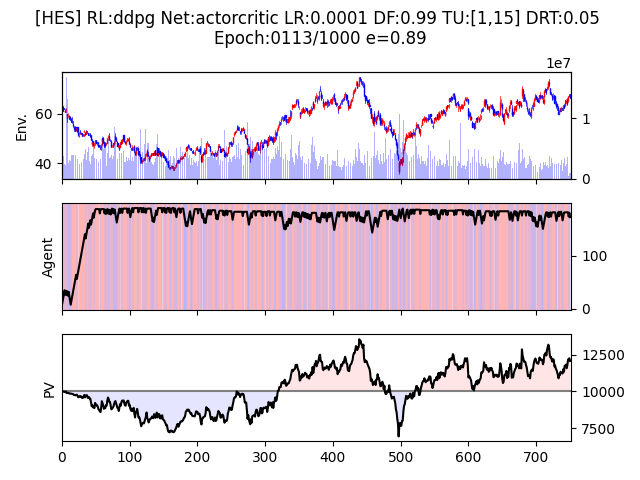 [HES] RL:ddpg Net:actorcritic LR:0.0001 DF:0.99 TU:[1,15] DRT:0.05
Epoch:0113/1000 e=0.89
1e7
Env.
60
40
1
0
Agent
100
0
PV
12500
10000
7500
0 100 200 300 400 500 600 700